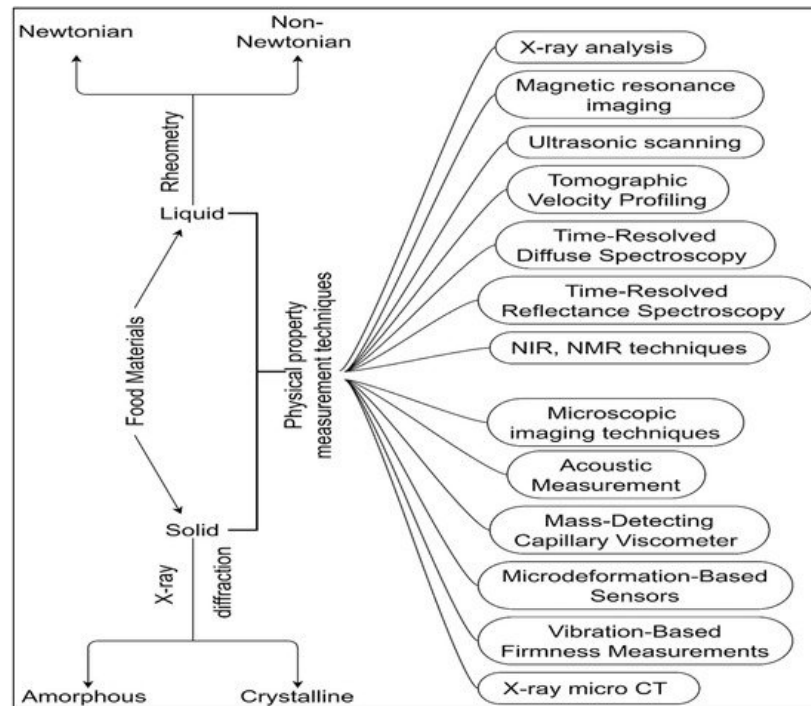 Newtonian
Non-
Newtonian
Rheometry
Liquid
Food Materials
Physical property
measurement techniques
Solid
X-ray
diffraction
Amorphous
Crystalline
X-ray analysis
Magnetic resonance
imaging
Ultrasonic scanning
Tomographic
Velocity Profiling
Time-Resolved
Diffuse Spectroscopy
Time-Resolved
Reflectance Spectroscopy
NIR, NMR techniques
Microscopic
imaging techniques
Acoustic
Measurement
Mass-Detecting
Capillary Viscometer
Microdeformation-Based
Sensors
Vibration-Based
Firmness Measurements
X-ray micro CT